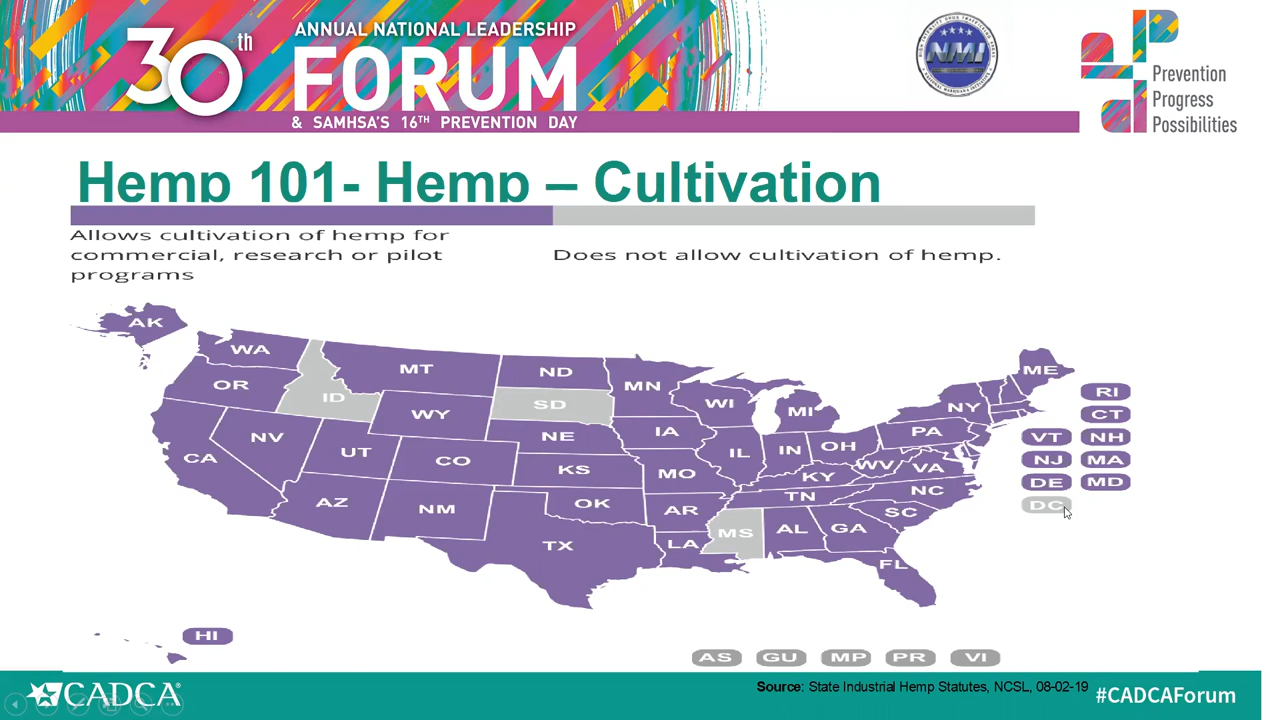 30th
ANNUAL NATIONAL LEADERSHIP
FORUM
& SAMHSA'S 16TH PREVENTION DAY
NMI
Prevention
Progress
Possibilities
Hemp 101- Hemp – Cultivation
Allows cultivation of hemp for
commercial, research or pilot
programs
Does not allow cultivation of hemp.
AK
WA
MT
ND
MN
ME
OR
ID
WY
SD
WI
MI
NY
RI
CT
NV
UT
CO
NE
IA
IL
IN
OH
PA
VT
NH
CA
KS
MO
KY
WV
VA
NJ
MA
AZ
NM
OK
AR
TN
NC
DE
MD
TX
LA
MS
AL
GA
SC
DC
FL
HI
AS
GU
MP
PR
VI
CADCA®
Source: State Industrial Hemp Statutes, NCSL, 08-02-19
#CADCAForum